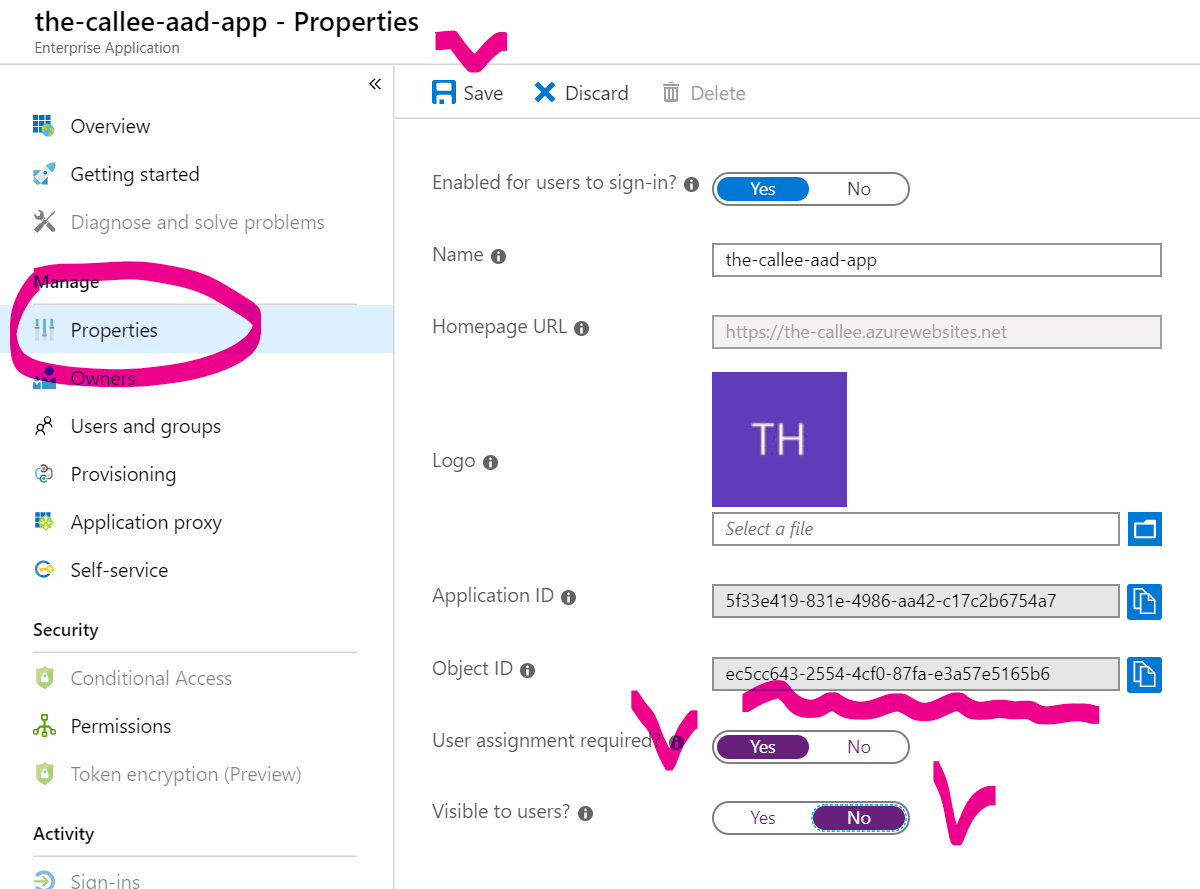 the-callee-aad-app - Properties
Enterprise Application
«
Save Discard Delete
Overview
Getting started
Diagnose and solve problems
Manage
Properties
Owners
Users and groups
Provisioning
Application proxy
Self-service
Security
Conditional Access
Permissions
Token encryption (Preview)
Activity
Sign-ins
Enabled for users to sign-in? Yes No
Name the-callee-aad-app
Homepage URL https://the-callee.azurewebsites.net
Logo TH
Select a file
Application ID 5f33e419-831e-4986-aa42-c17c2b6754a7
Object ID ec5cc643-2554-4cf0-87fa-e3a57e5165b6
User assignment required? Yes No
Visible to users? Yes No